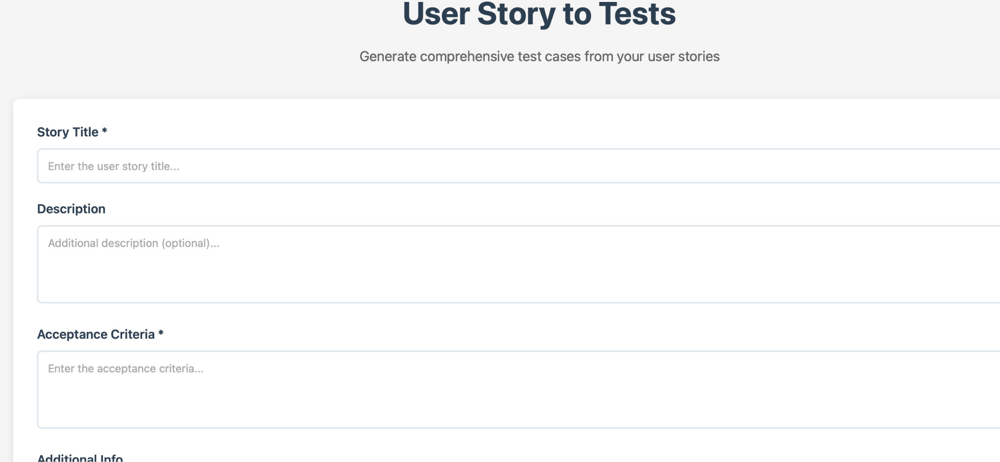 User Story to Tests
Generate comprehensive test cases from your user stories
Story Title *
Enter the user story title...
Description
Additional description (optional)...
Acceptance Criteria *
Enter the acceptance criteria...
Additional Info